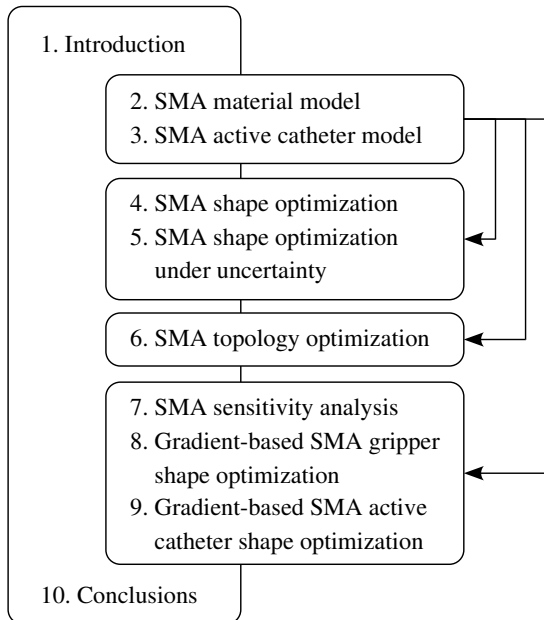 1. Introduction
2. SMA material model
3. SMA active catheter model
4. SMA shape optimization
5. SMA shape optimization
under uncertainty
6. SMA topology optimization
7. SMA sensitivity analysis
8. Gradient-based SMA gripper
shape optimization
9. Gradient-based SMA active
catheter shape optimization
10. Conclusions